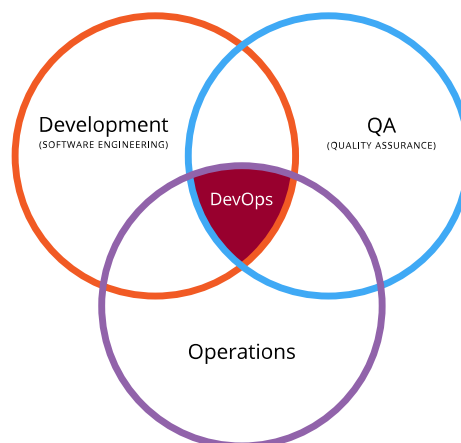 Development
(SOFTWARE ENGINEERING)
QA
(QUALITY ASSURANCE)
DevOps
Operations